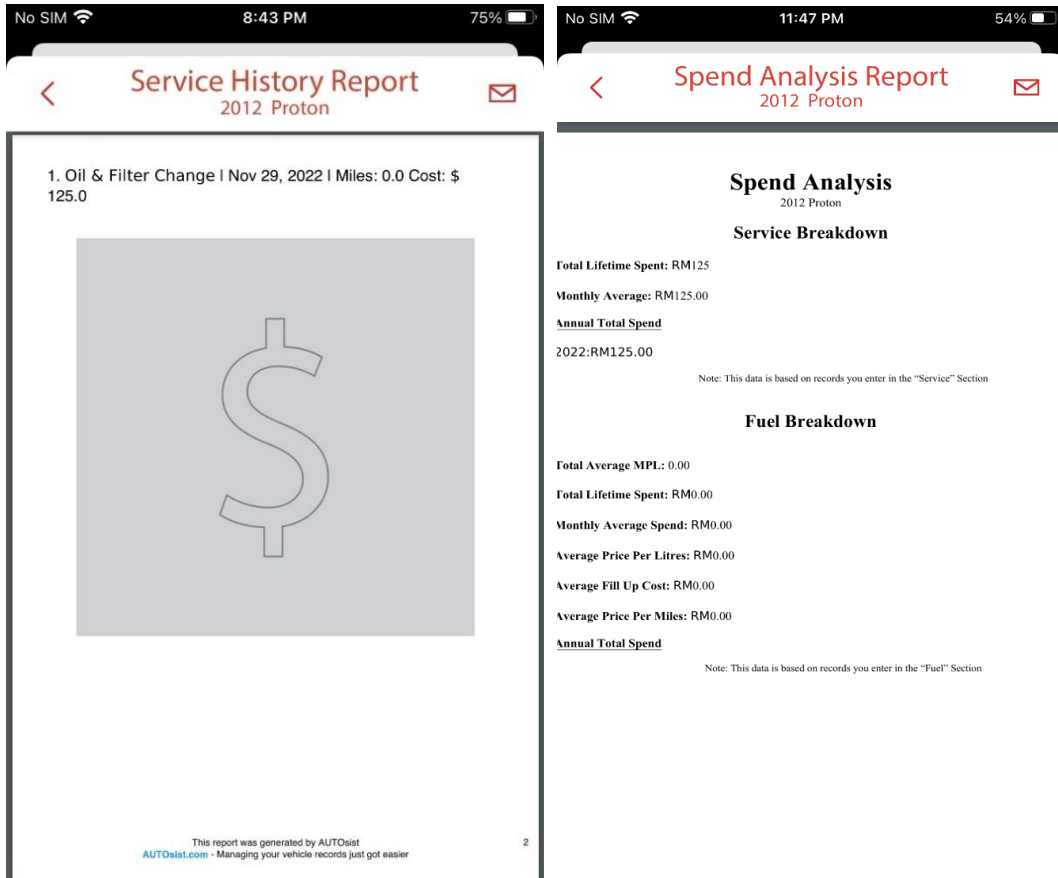 No SIM 8:43 PM 75%
Service History Report
2012 Proton
1. Oil & Filter Change | Nov 29, 2022 | Miles: 0.0 Cost: $
125.0
$
This report was generated by AUTOsist
2
AUTOsist.com - Managing your vehicle records just got easier
No SIM 11:47 PM 54%
Spend Analysis Report
2012 Proton
Spend Analysis
2012 Proton
Service Breakdown
Total Lifetime Spent: RM125
Monthly Average: RM125.00
Annual Total Spend
2022:RM125.00
Note: This data is based on records you enter in the “Service” Section
Fuel Breakdown
Total Average MPL: 0.00
Total Lifetime Spent: RM0.00
Monthly Average Spend: RM0.00
Average Price Per Litres: RM0.00
Average Fill Up Cost: RM0.00
Average Price Per Miles: RM0.00
Annual Total Spend
Note: This data is based on records you enter in the “Fuel” Section